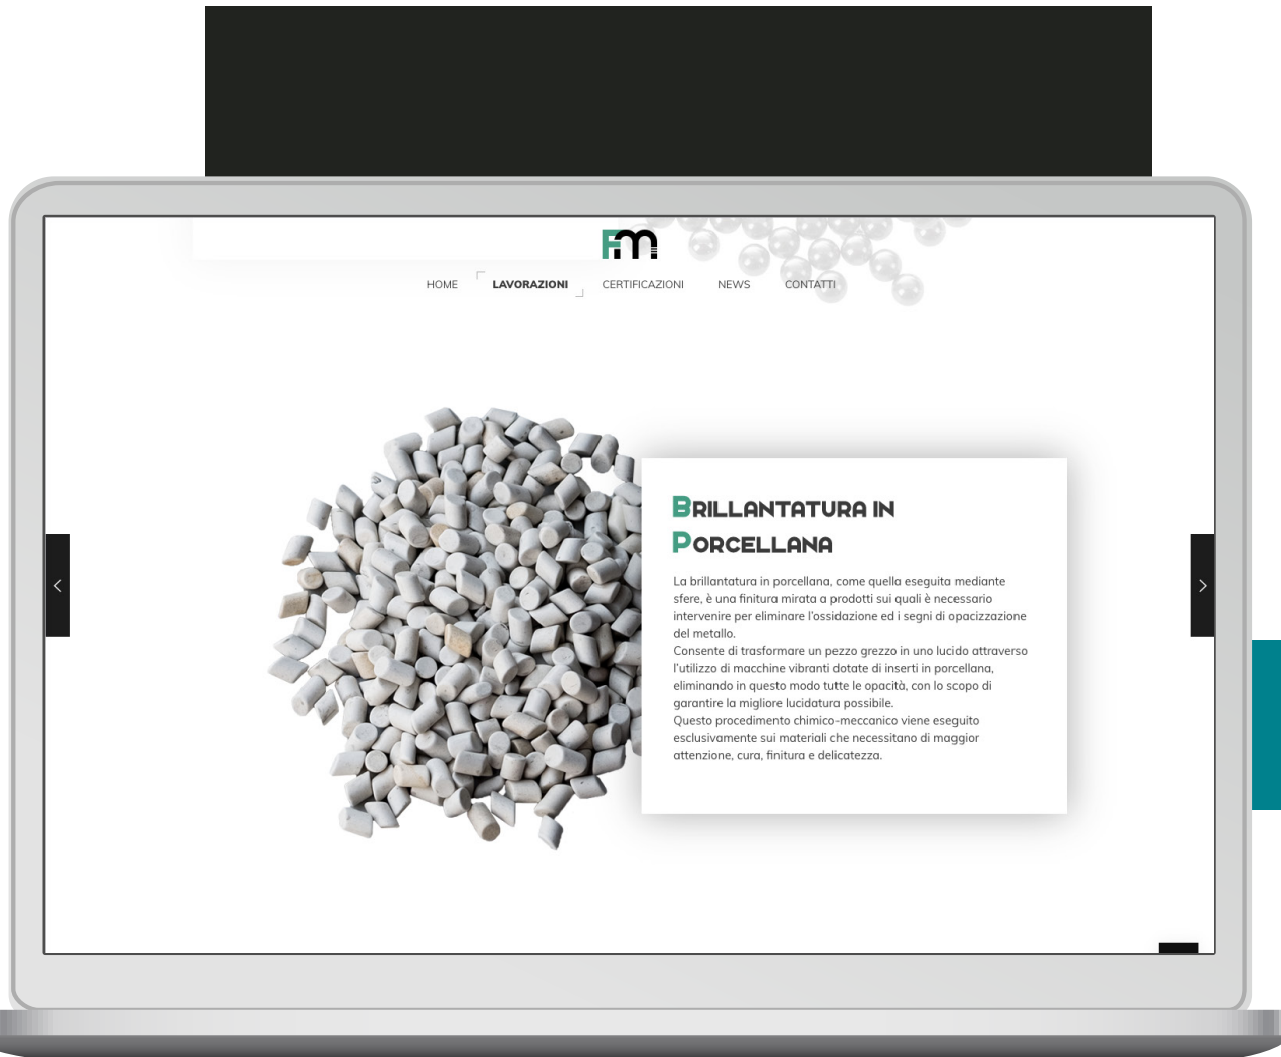 Fm
HOME LAVORAZIONI CERTIFICAZIONI NEWS CONTATTI
BRILLANTATURA IN
PORCELLANA
La brillantatura in porcellana, come quella eseguita mediante
sfere, è una finitura mirata a prodotti sui quali è necessario
intervenire per eliminare l'ossidazione ed i segni di opacizzazione
del metallo.
Consente di trasformare un pezzo grezzo in uno lucido attraverso
l'utilizzo di macchine vibranti dotate di inserti in porcellana,
eliminando in questo modo tutte le opacità, con lo scopo di
garantire la migliore lucidatura possibile.
Questo procedimento chimico-meccanico viene eseguito
esclusivamente sui materiali che necessitano di maggior
attenzione, cura, finitura e delicatezza.